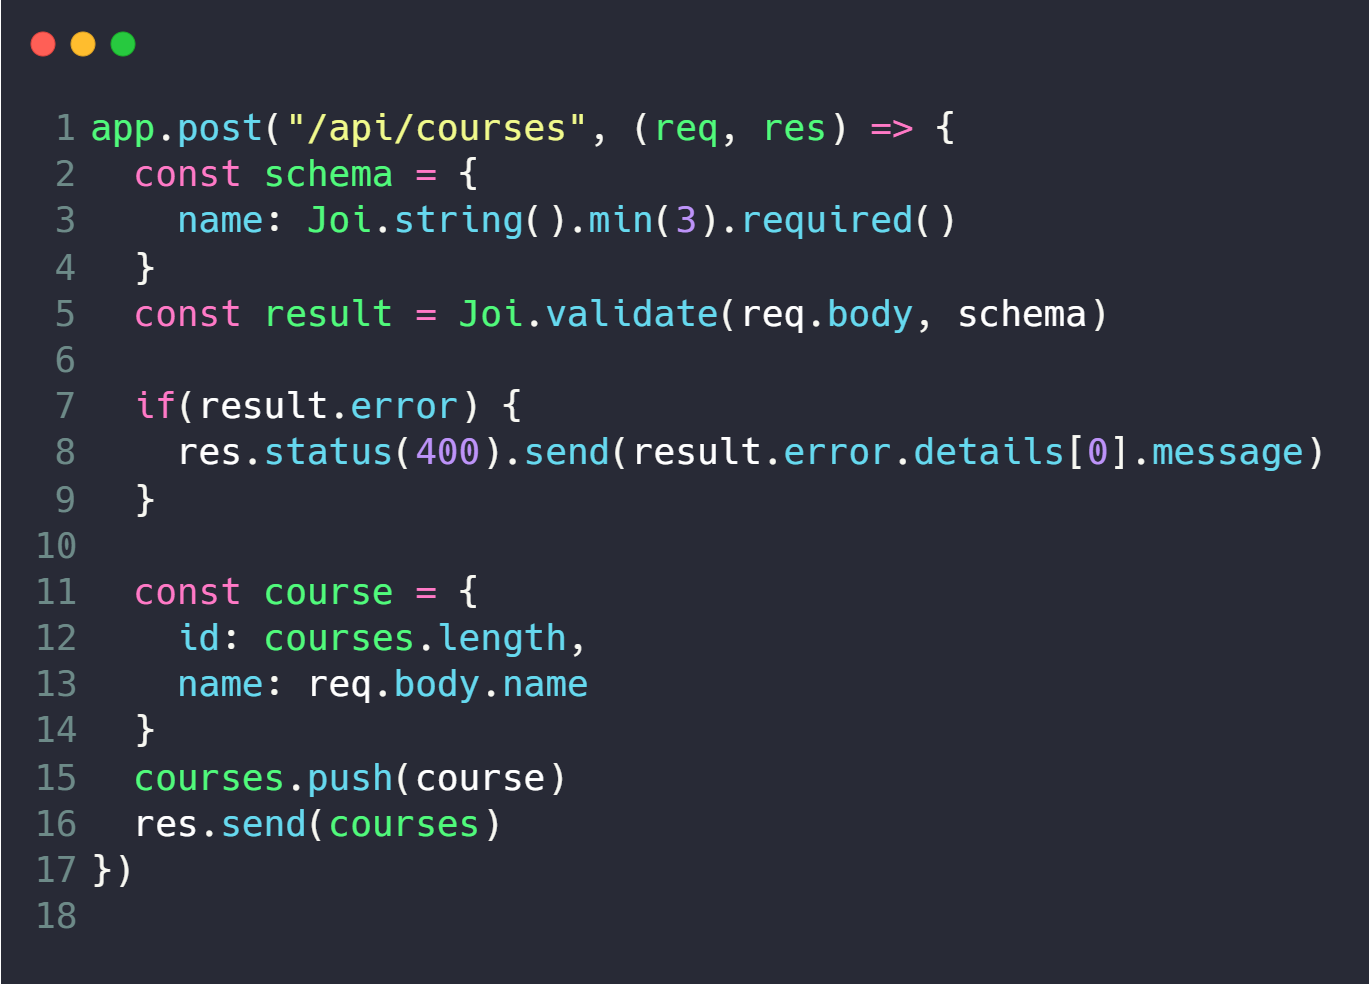 1 app.post("/api/courses", (req, res) => {
2   const schema = {
3     name: Joi.string().min(3).required()
4   }
5   const result = Joi.validate(req.body, schema)
6
7   if(result.error) {
8     res.status(400).send(result.error.details[0].message)
9   }
10
11   const course = {
12     id: courses.length,
13     name: req.body.name
14   }
15   courses.push(course)
16   res.send(courses)
17 })
18